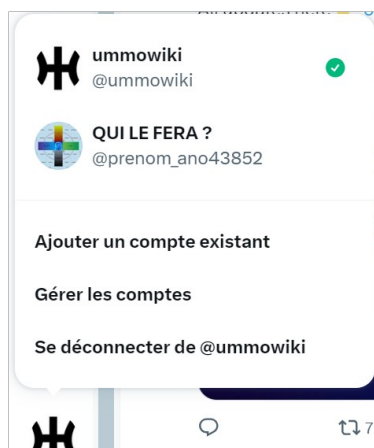 ummowiki
@ummowiki
QUI LE FERA ?
@prenom_ano43852
Ajouter un compte existant
Gérer les comptes
Se déconnecter de @ummowiki
7